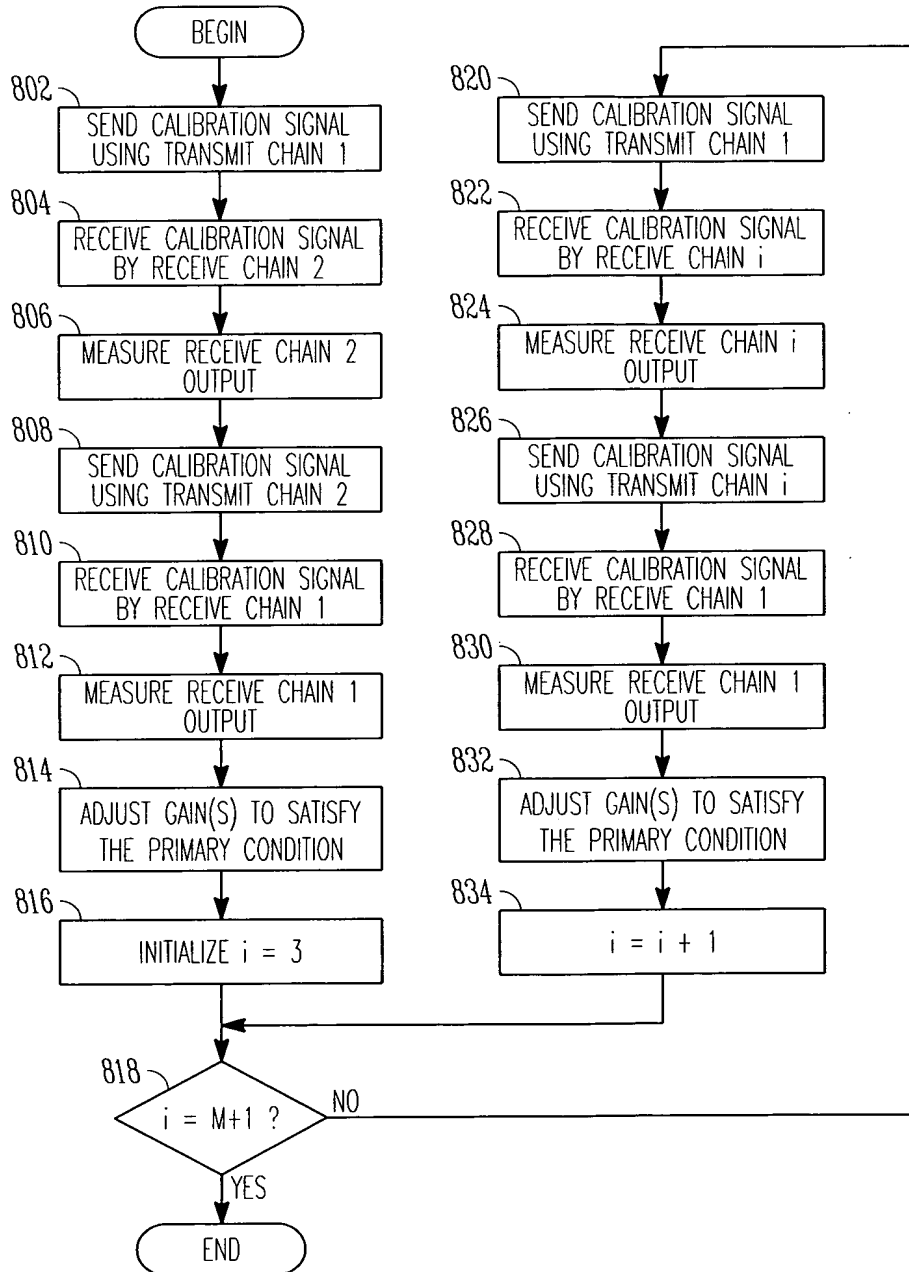 BEGIN
802
SEND CALIBRATION SIGNAL
USING TRANSMIT CHAIN 1
804
RECEIVE CALIBRATION SIGNAL
BY RECEIVE CHAIN 2
806
MEASURE RECEIVE CHAIN 2
OUTPUT
808
SEND CALIBRATION SIGNAL
USING TRANSMIT CHAIN 2
810
RECEIVE CALIBRATION SIGNAL
BY RECEIVE CHAIN 1
812
MEASURE RECEIVE CHAIN 1
OUTPUT
814
ADJUST GAIN(S) TO SATISFY
THE PRIMARY CONDITION
816
INITIALIZE i = 3
818
i = M+1 ?
NO
YES
END
820
SEND CALIBRATION SIGNAL
USING TRANSMIT CHAIN 1
822
RECEIVE CALIBRATION SIGNAL
BY RECEIVE CHAIN i
824
MEASURE RECEIVE CHAIN i
OUTPUT
826
SEND CALIBRATION SIGNAL
USING TRANSMIT CHAIN i
828
RECEIVE CALIBRATION SIGNAL
BY RECEIVE CHAIN 1
830
MEASURE RECEIVE CHAIN 1
OUTPUT
832
ADJUST GAIN(S) TO SATISFY
THE PRIMARY CONDITION
834
i = i + 1